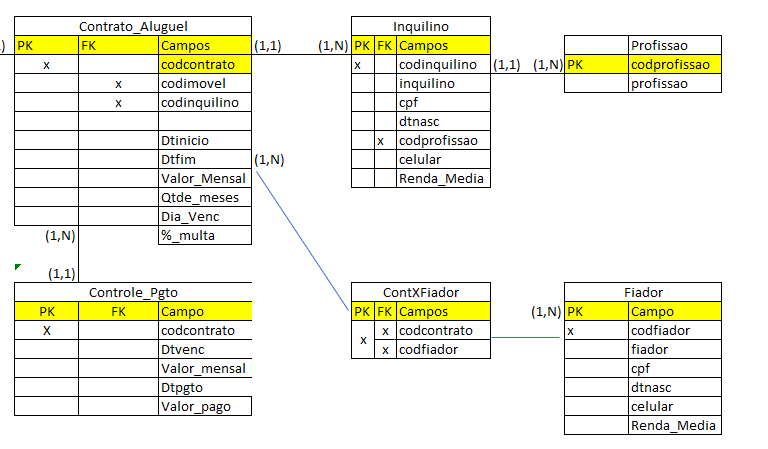 Contrato_Aluguel
) PK FK Campos (1,1)
x codcontrato
x codimovel
x codinquilino
Dtinicio
Dtfim (1,N)
Valor_Mensal
Qtde_meses
Dia_Venc
(1,N) %_multa
Inquilino
(1,N) PK FK Campos
x codinquilino (1,1)
inquilino
cpf
dtnasc
x codprofissao
celular
Renda_Media
Profissao
(1,N) PK codprofissao
profissao
(1,1)
Controle_Pgto
PK FK Campo
X codcontrato
Dtvenc
Valor_mensal
Dtpgto
Valor_pago
ContXFiador
PK FK Campos
x x codcontrato
x codfiador
Fiador
(1,N) PK Campo
x codfiador
fiador
cpf
dtnasc
celular
Renda_Media